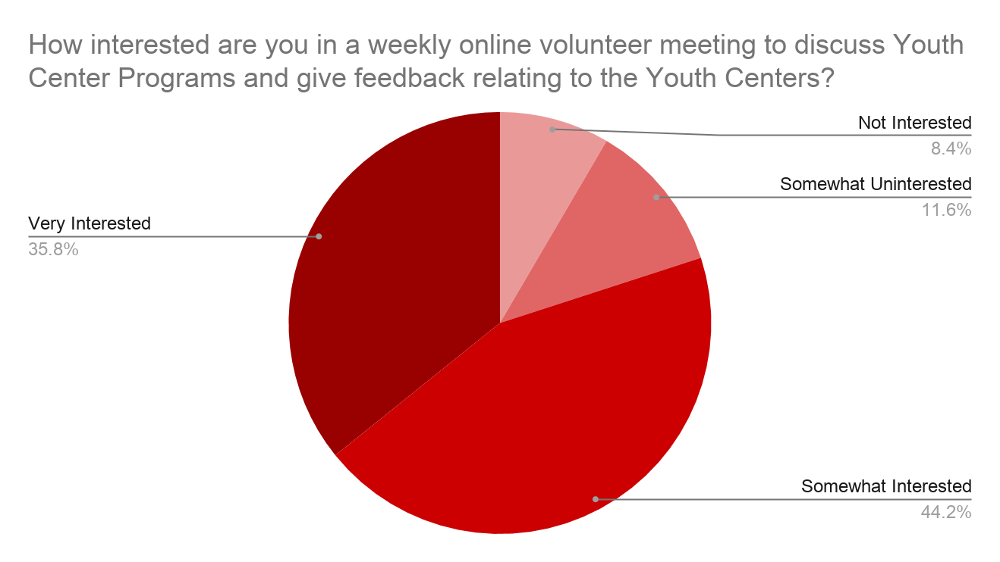 How interested are you in a weekly online volunteer meeting to discuss Youth
Center Programs and give feedback relating to the Youth Centers?
Not Interested
8.4%
Somewhat Uninterested
11.6%
Very Interested
35.8%
Somewhat Interested
44.2%